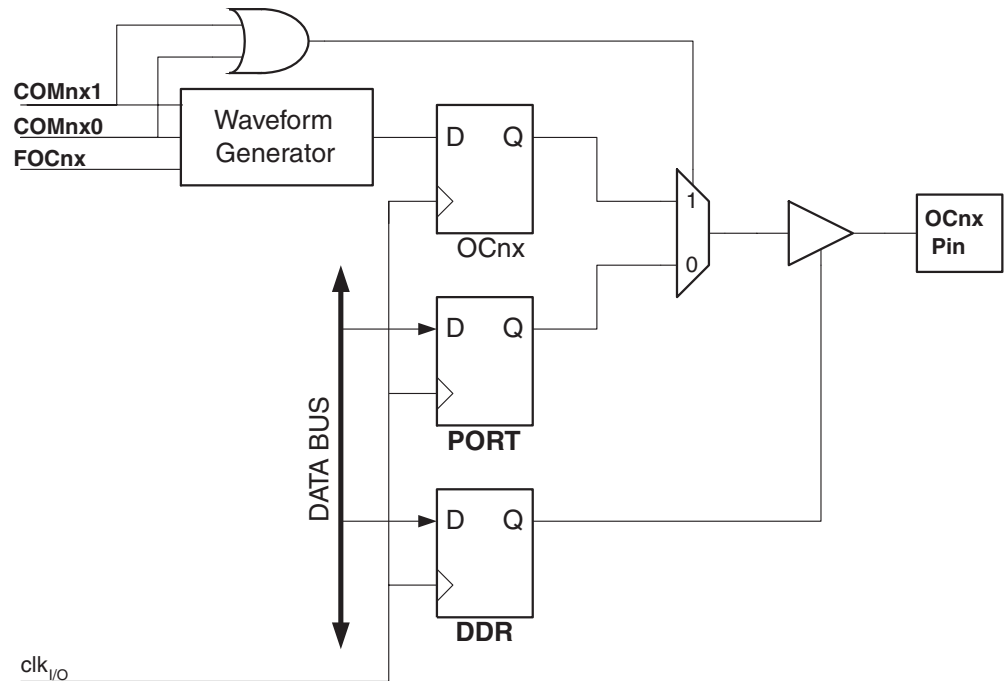 COMnx1
COMnx0
FOCnx
Waveform
Generator
D Q
OCnx
1
0
OCnx
Pin
D Q
PORT
DATA BUS
D Q
DDR
clkI/O